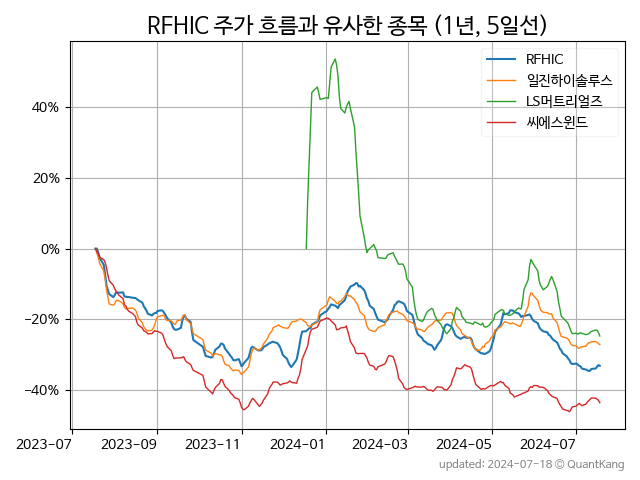 RFHIC 주가 흐름과 유사한 종목 (1년, 5일선)
RFHIC
일진하이솔루스
LS머트리얼즈
씨에스윈드
40%
20%
0%
-20%
-40%
2023-07 2023-09 2023-11 2024-01 2024-03 2024-05 2024-07
updated: 2024-07-18 © QuantKang